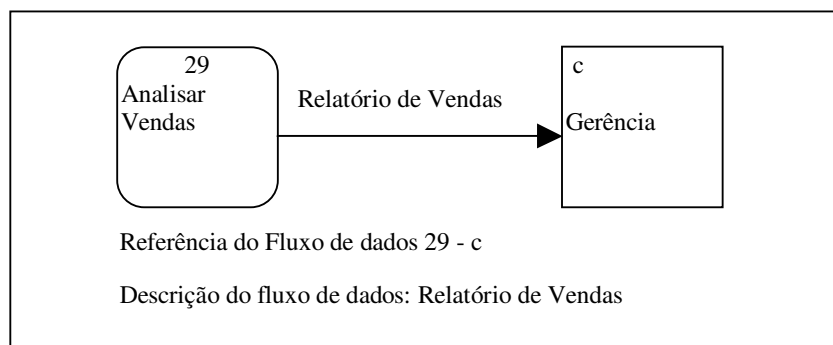 29
Analisar
Vendas
Relatório de Vendas
c
Gerência
Referência do Fluxo de dados 29 - c
Descrição do fluxo de dados: Relatório de Vendas